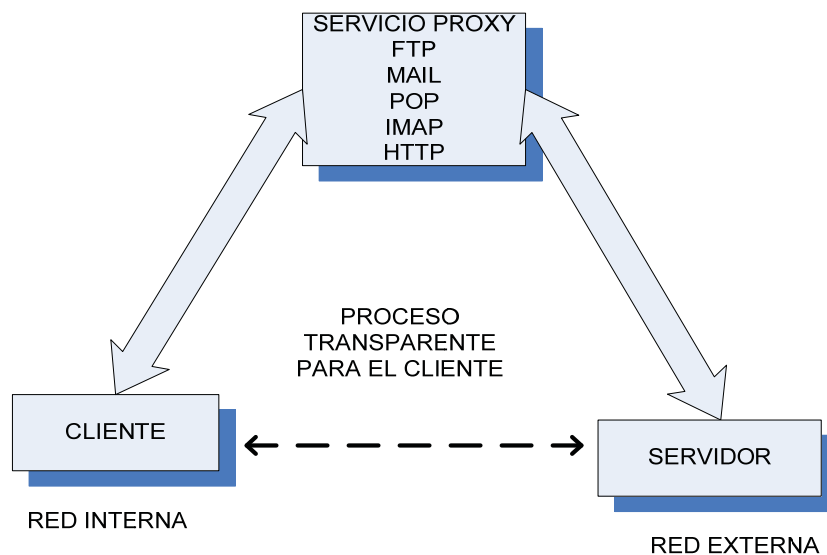 SERVICIO PROXY
FTP
MAIL
POP
IMAP
HTTP
PROCESO
TRANSPARENTE
PARA EL CLIENTE
CLIENTE
SERVIDOR
RED INTERNA
RED EXTERNA